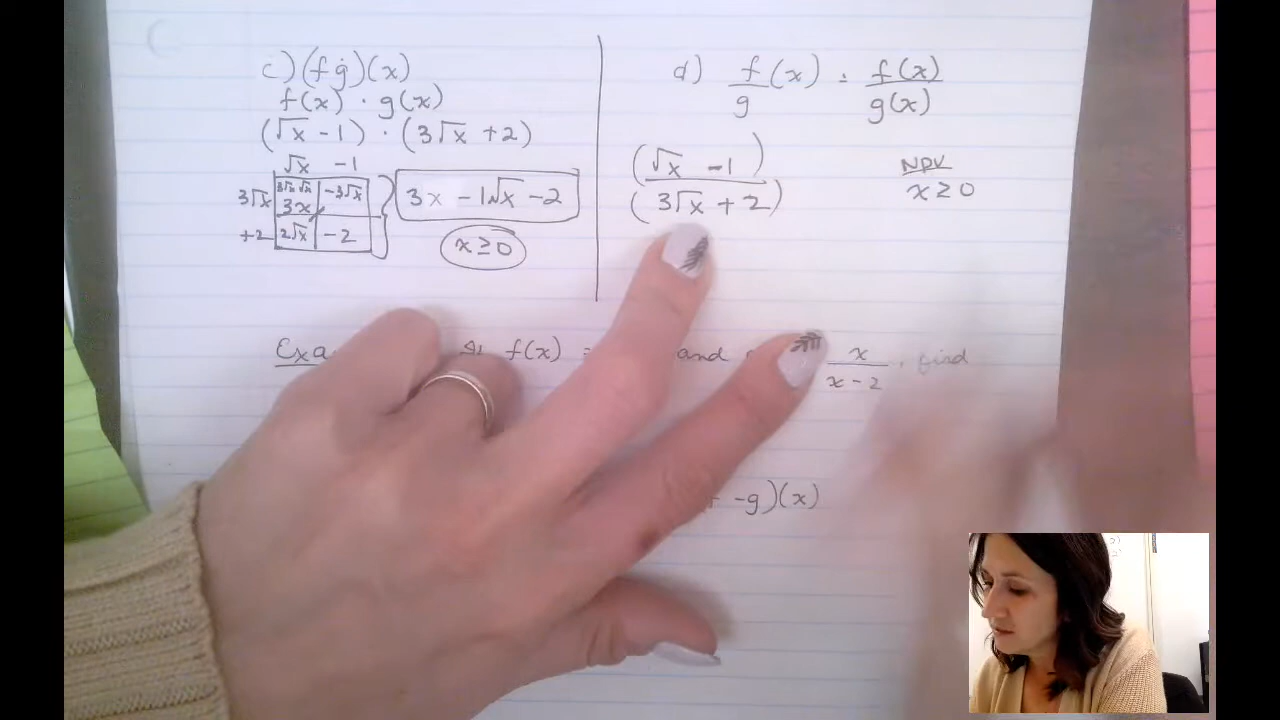 c) (f·g)(x)
f(x) · g(x)
(√x -1) · (3√x +2)
√x -1
3√x
3√x√x
3x
-3√x
+2
2√x
-2
3x - 1√x - 2
x ≥ 0
d) f/g (x) = f(x)/g(x)
(√x -1)
(3√x + 2)
NPV
x ≥ 0
f(x) = and x/(x-2), find
-g)(x)